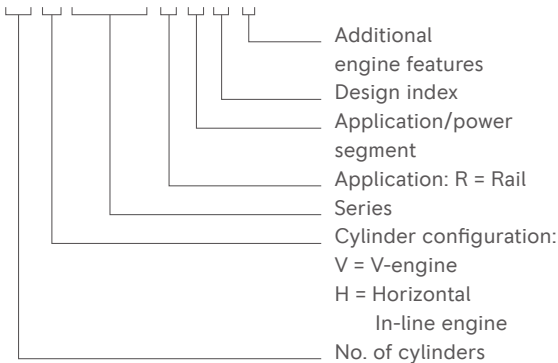 Additional
engine features
Design index
Application/power
segment
Application: R = Rail
Series
Cylinder configuration:
V = V-engine
H = Horizontal
In-line engine
No. of cylinders